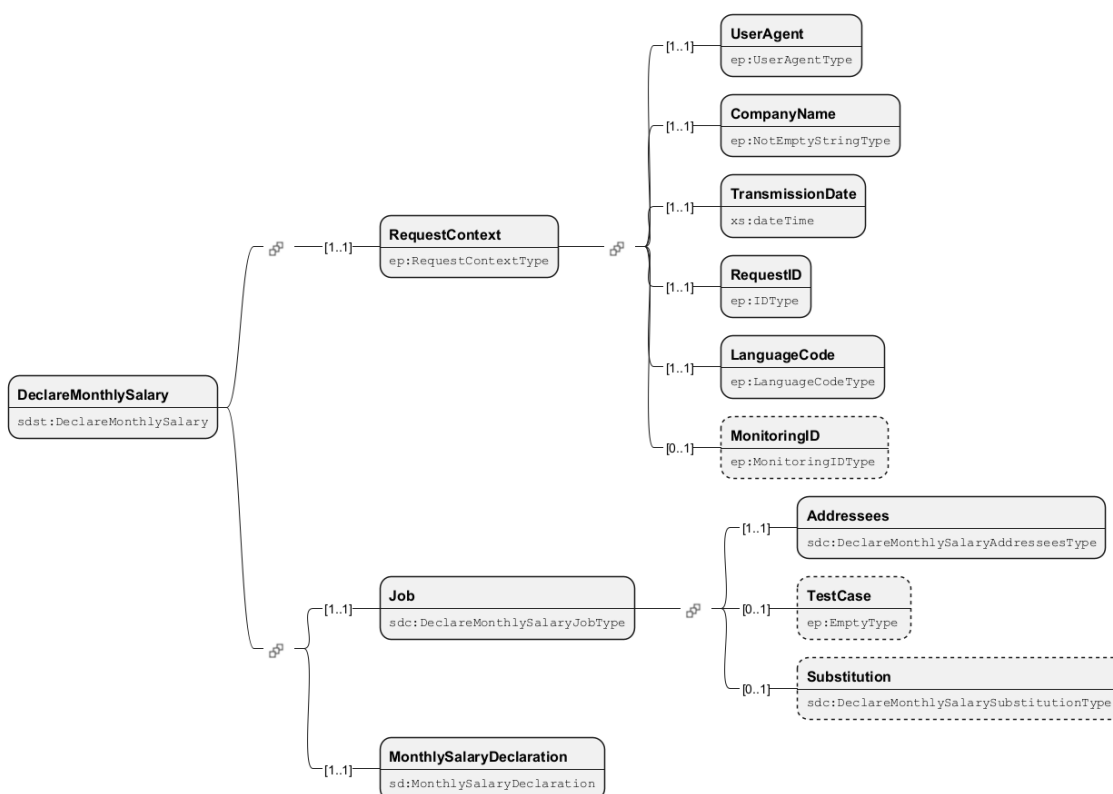 UserAgent
[1..1]
ep:UserAgentType
CompanyName
[1..1]
ep:NotEmptyStringType
TransmissionDate
[1..1]
xs:dateTime
RequestContext
[1..1]
ep:RequestContextType
RequestID
[1..1]
ep:IDType
LanguageCode
[1..1]
ep:LanguageCodeType
DeclareMonthlySalary
sdst:DeclareMonthlySalary
MonitoringID
[0..1]
ep:MonitoringIDType
Addressees
[1..1]
sdc:DeclareMonthlySalaryAddresseesType
Job
[1..1]
sdc:DeclareMonthlySalaryJobType
TestCase
[0..1]
ep:EmptyType
Substitution
[0..1]
sdc:DeclareMonthlySalarySubstitutionType
MonthlySalaryDeclaration
[1..1]
sd:MonthlySalaryDeclaration